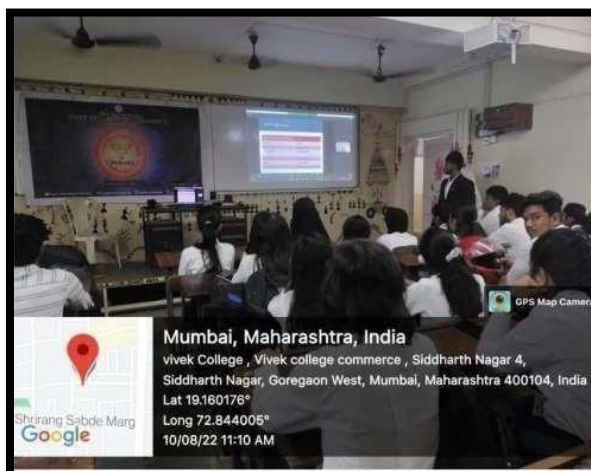 GPS Map Camera
Mumbai, Maharashtra, India
vivek College , Vivek college commerce , Siddharth Nagar 4,
Siddharth Nagar, Goregaon West, Mumbai, Maharashtra 400104, India
Lat 19.160176°
Long 72.844005°
10/08/22 11:10 AM
Shrirang Sabde Marg
Google